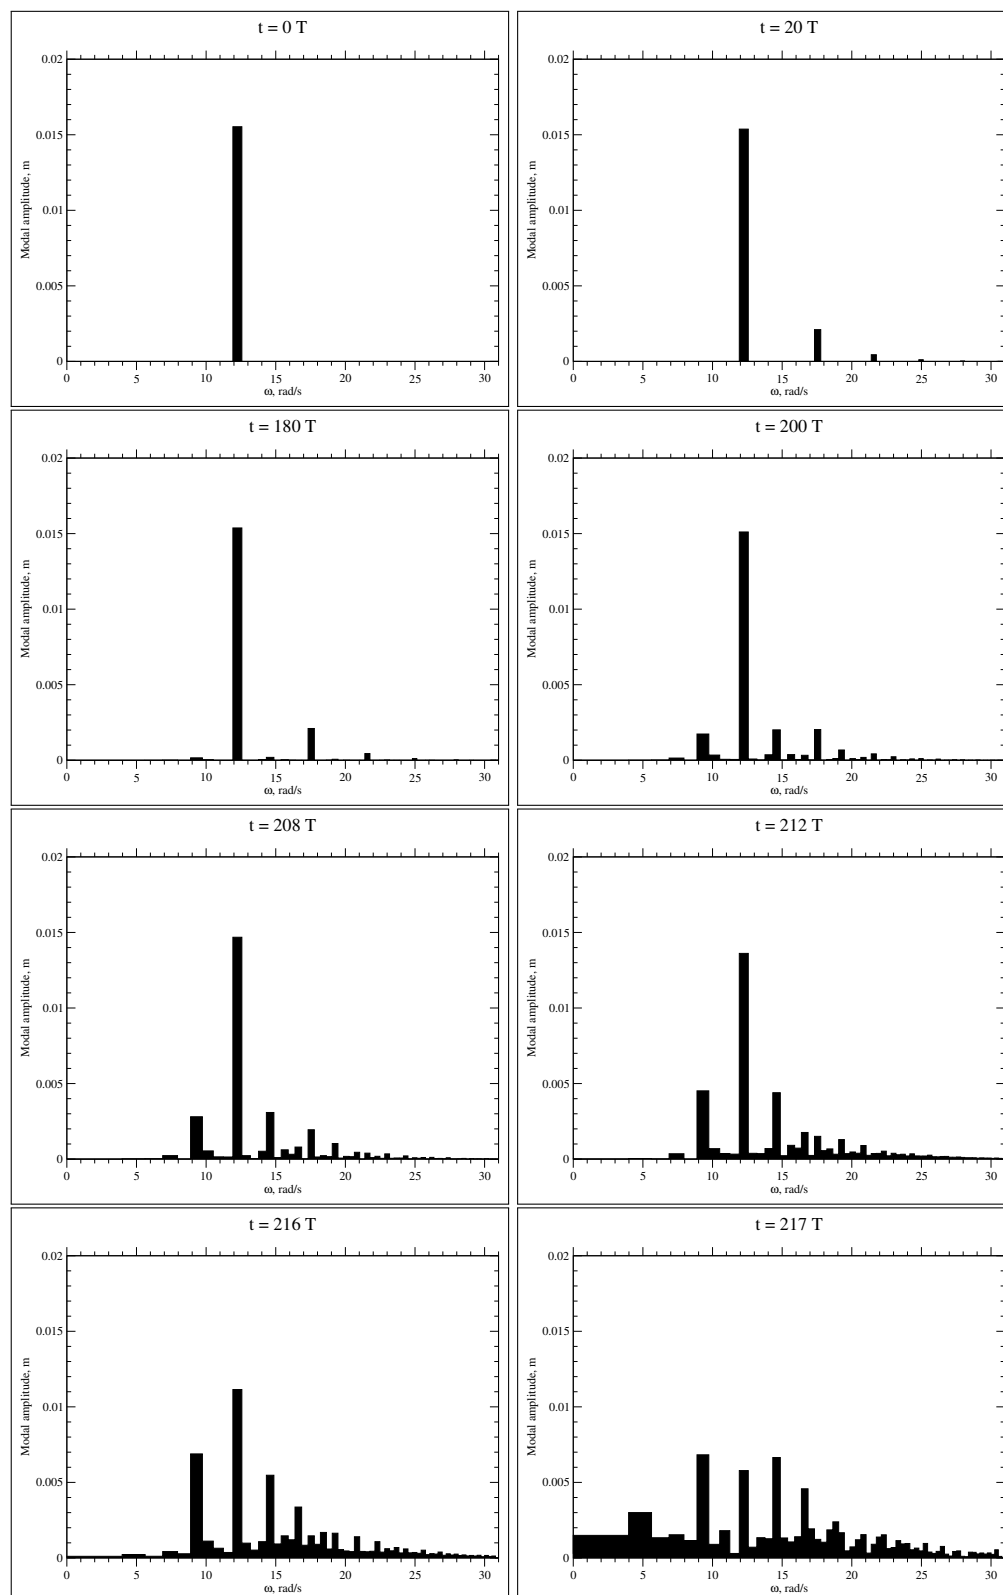 t = 0 T
0.02
0.015
0.01
0.005
0
Modal amplitude, m
0 5 10 15 20 25 30
ω, rad/s
t = 20 T
0.02
0.015
0.01
0.005
0
Modal amplitude, m
0 5 10 15 20 25 30
ω, rad/s
t = 180 T
0.02
0.015
0.01
0.005
0
Modal amplitude, m
0 5 10 15 20 25 30
ω, rad/s
t = 200 T
0.02
0.015
0.01
0.005
0
Modal amplitude, m
0 5 10 15 20 25 30
ω, rad/s
t = 208 T
0.02
0.015
0.01
0.005
0
Modal amplitude, m
0 5 10 15 20 25 30
ω, rad/s
t = 212 T
0.02
0.015
0.01
0.005
0
Modal amplitude, m
0 5 10 15 20 25 30
ω, rad/s
t = 216 T
0.02
0.015
0.01
0.005
0
Modal amplitude, m
0 5 10 15 20 25 30
ω, rad/s
t = 217 T
0.02
0.015
0.01
0.005
0
Modal amplitude, m
0 5 10 15 20 25 30
ω, rad/s